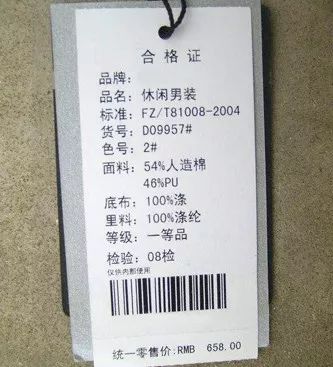 合格证
品牌:
品名: 休闲男装
标准: FZ/T81008-2004
货号: D09957#
色号: 2#
面料: 54%人造棉
46%PU
底布: 100%涤
里料: 100%涤纶
等级: 一等品
检验: 08检
仅供内部使用
统一零售价:RMB 658.00